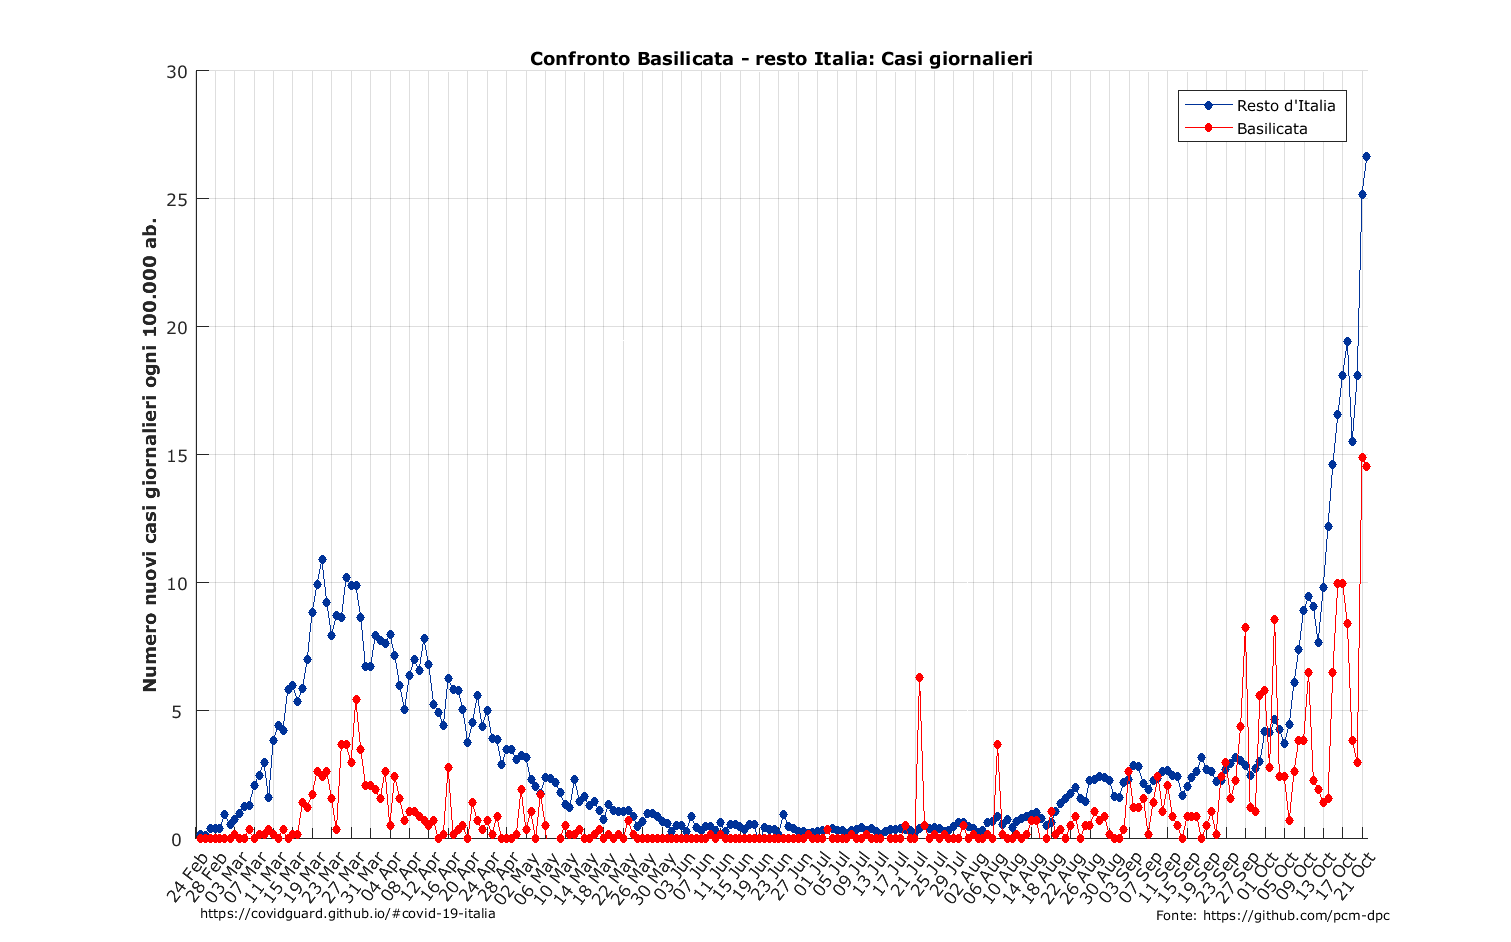 Confronto Basilicata - resto Italia: Casi giornalieri
Resto d'Italia
Basilicata
Numero nuovi casi giornalieri ogni 100.000 ab.
30
25
20
15
10
5
0
24 Feb
28 Feb
03 Mar
07 Mar
11 Mar
15 Mar
19 Mar
23 Mar
27 Mar
31 Mar
04 Apr
08 Apr
12 Apr
16 Apr
20 Apr
24 Apr
28 Apr
02 May
06 May
10 May
14 May
18 May
22 May
26 May
30 May
03 Jun
07 Jun
11 Jun
15 Jun
19 Jun
23 Jun
27 Jun
01 Jul
05 Jul
09 Jul
13 Jul
17 Jul
21 Jul
25 Jul
29 Jul
02 Aug
06 Aug
10 Aug
14 Aug
18 Aug
22 Aug
26 Aug
30 Aug
03 Sep
07 Sep
11 Sep
15 Sep
19 Sep
23 Sep
27 Sep
01 Oct
05 Oct
09 Oct
13 Oct
17 Oct
21 Oct
https://covidguard.github.io/#covid-19-italia
Fonte: https://github.com/pcm-dpc